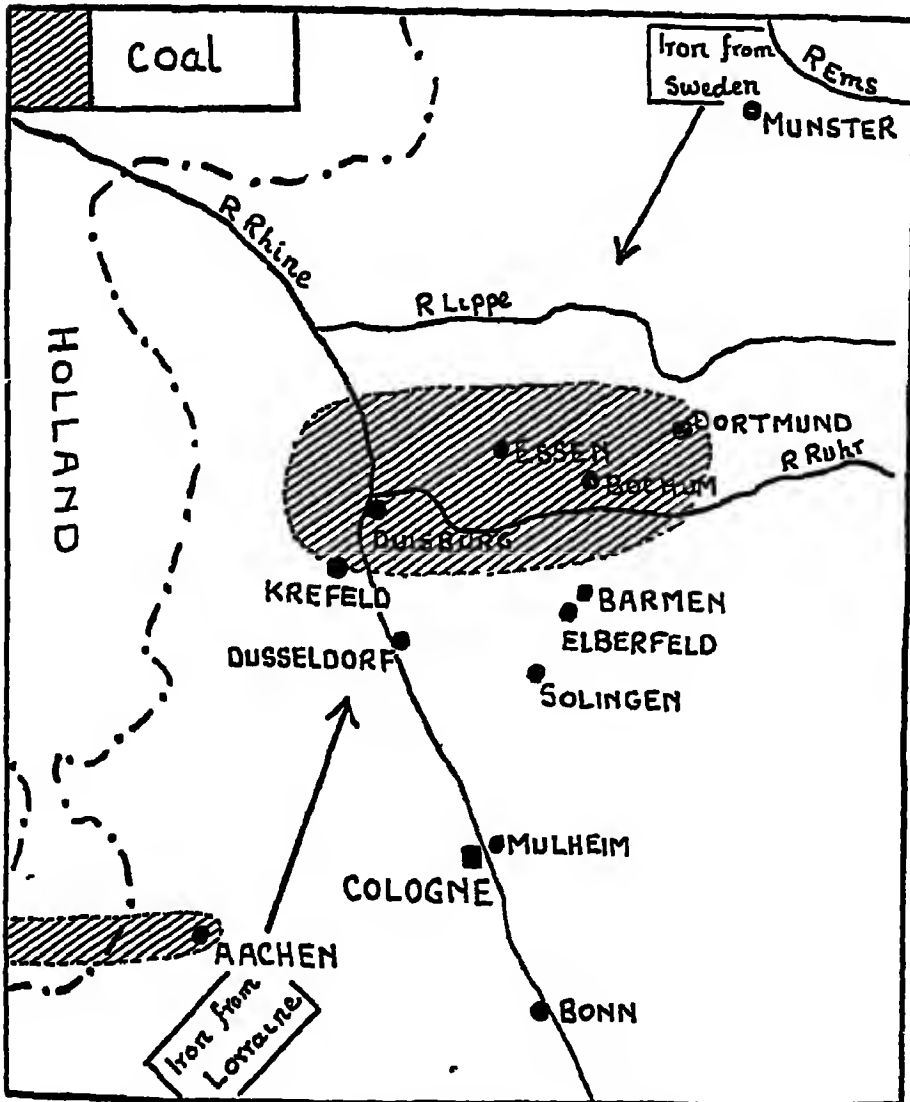 Coal
Iron from
Sweden
R Ems
MUNSTER
R Rhine
R Lippe
HOLLAND
DORTMUND
ESSEN
R Ruhr
BOCHUM
DUISBURG
KREFELD
BARMEN
ELBERFELD
DUSSELDORF
SOLINGEN
MULHEIM
COLOGNE
AACHEN
Iron from
Lorraine
BONN